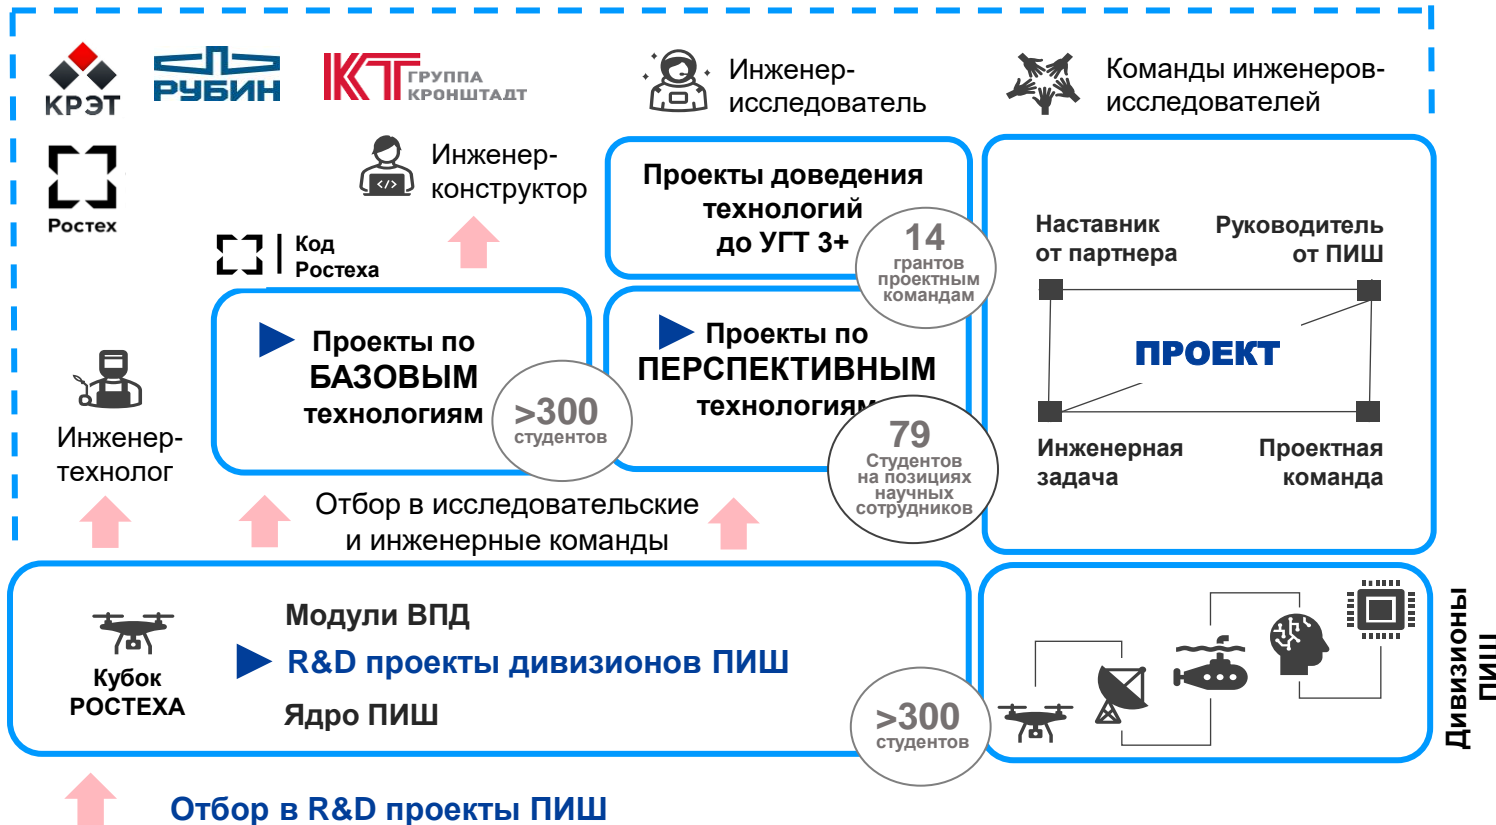 КРЭТ
РУБИН
КТ ГРУППА
КРОНШТАДТ
Инженер-
исследователь
Команды инженеров-
исследователей
Ростех
Инженер-
конструктор
Код
Ростеха
Проекты доведения
технологий
до УГТ 3+
14
грантов
проектным
командам
Наставник
от партнера
Руководитель
от ПИШ
ПРОЕКТ
Инженерная
задача
Проектная
команда
Инженер-
технолог
Проекты по
БАЗОВЫМ
технологиям
>300
студентов
Проекты по
ПЕРСПЕКТИВНЫМ
технологиям
79
Студентов
на позициях
научных
сотрудников
Отбор в исследовательские
и инженерные команды
Кубок
РОСТЕХА
Модули ВПД
R&D проекты дивизионов ПИШ
Ядро ПИШ
>300
студентов
Дивизионы
ПИШ
Отбор в R&D проекты ПИШ